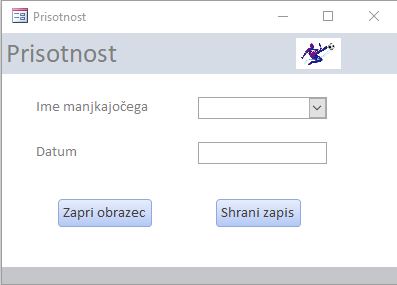 Prisotnost
Prisotnost
Ime manjkajočega
Datum
Zapri obrazec
Shrani zapis